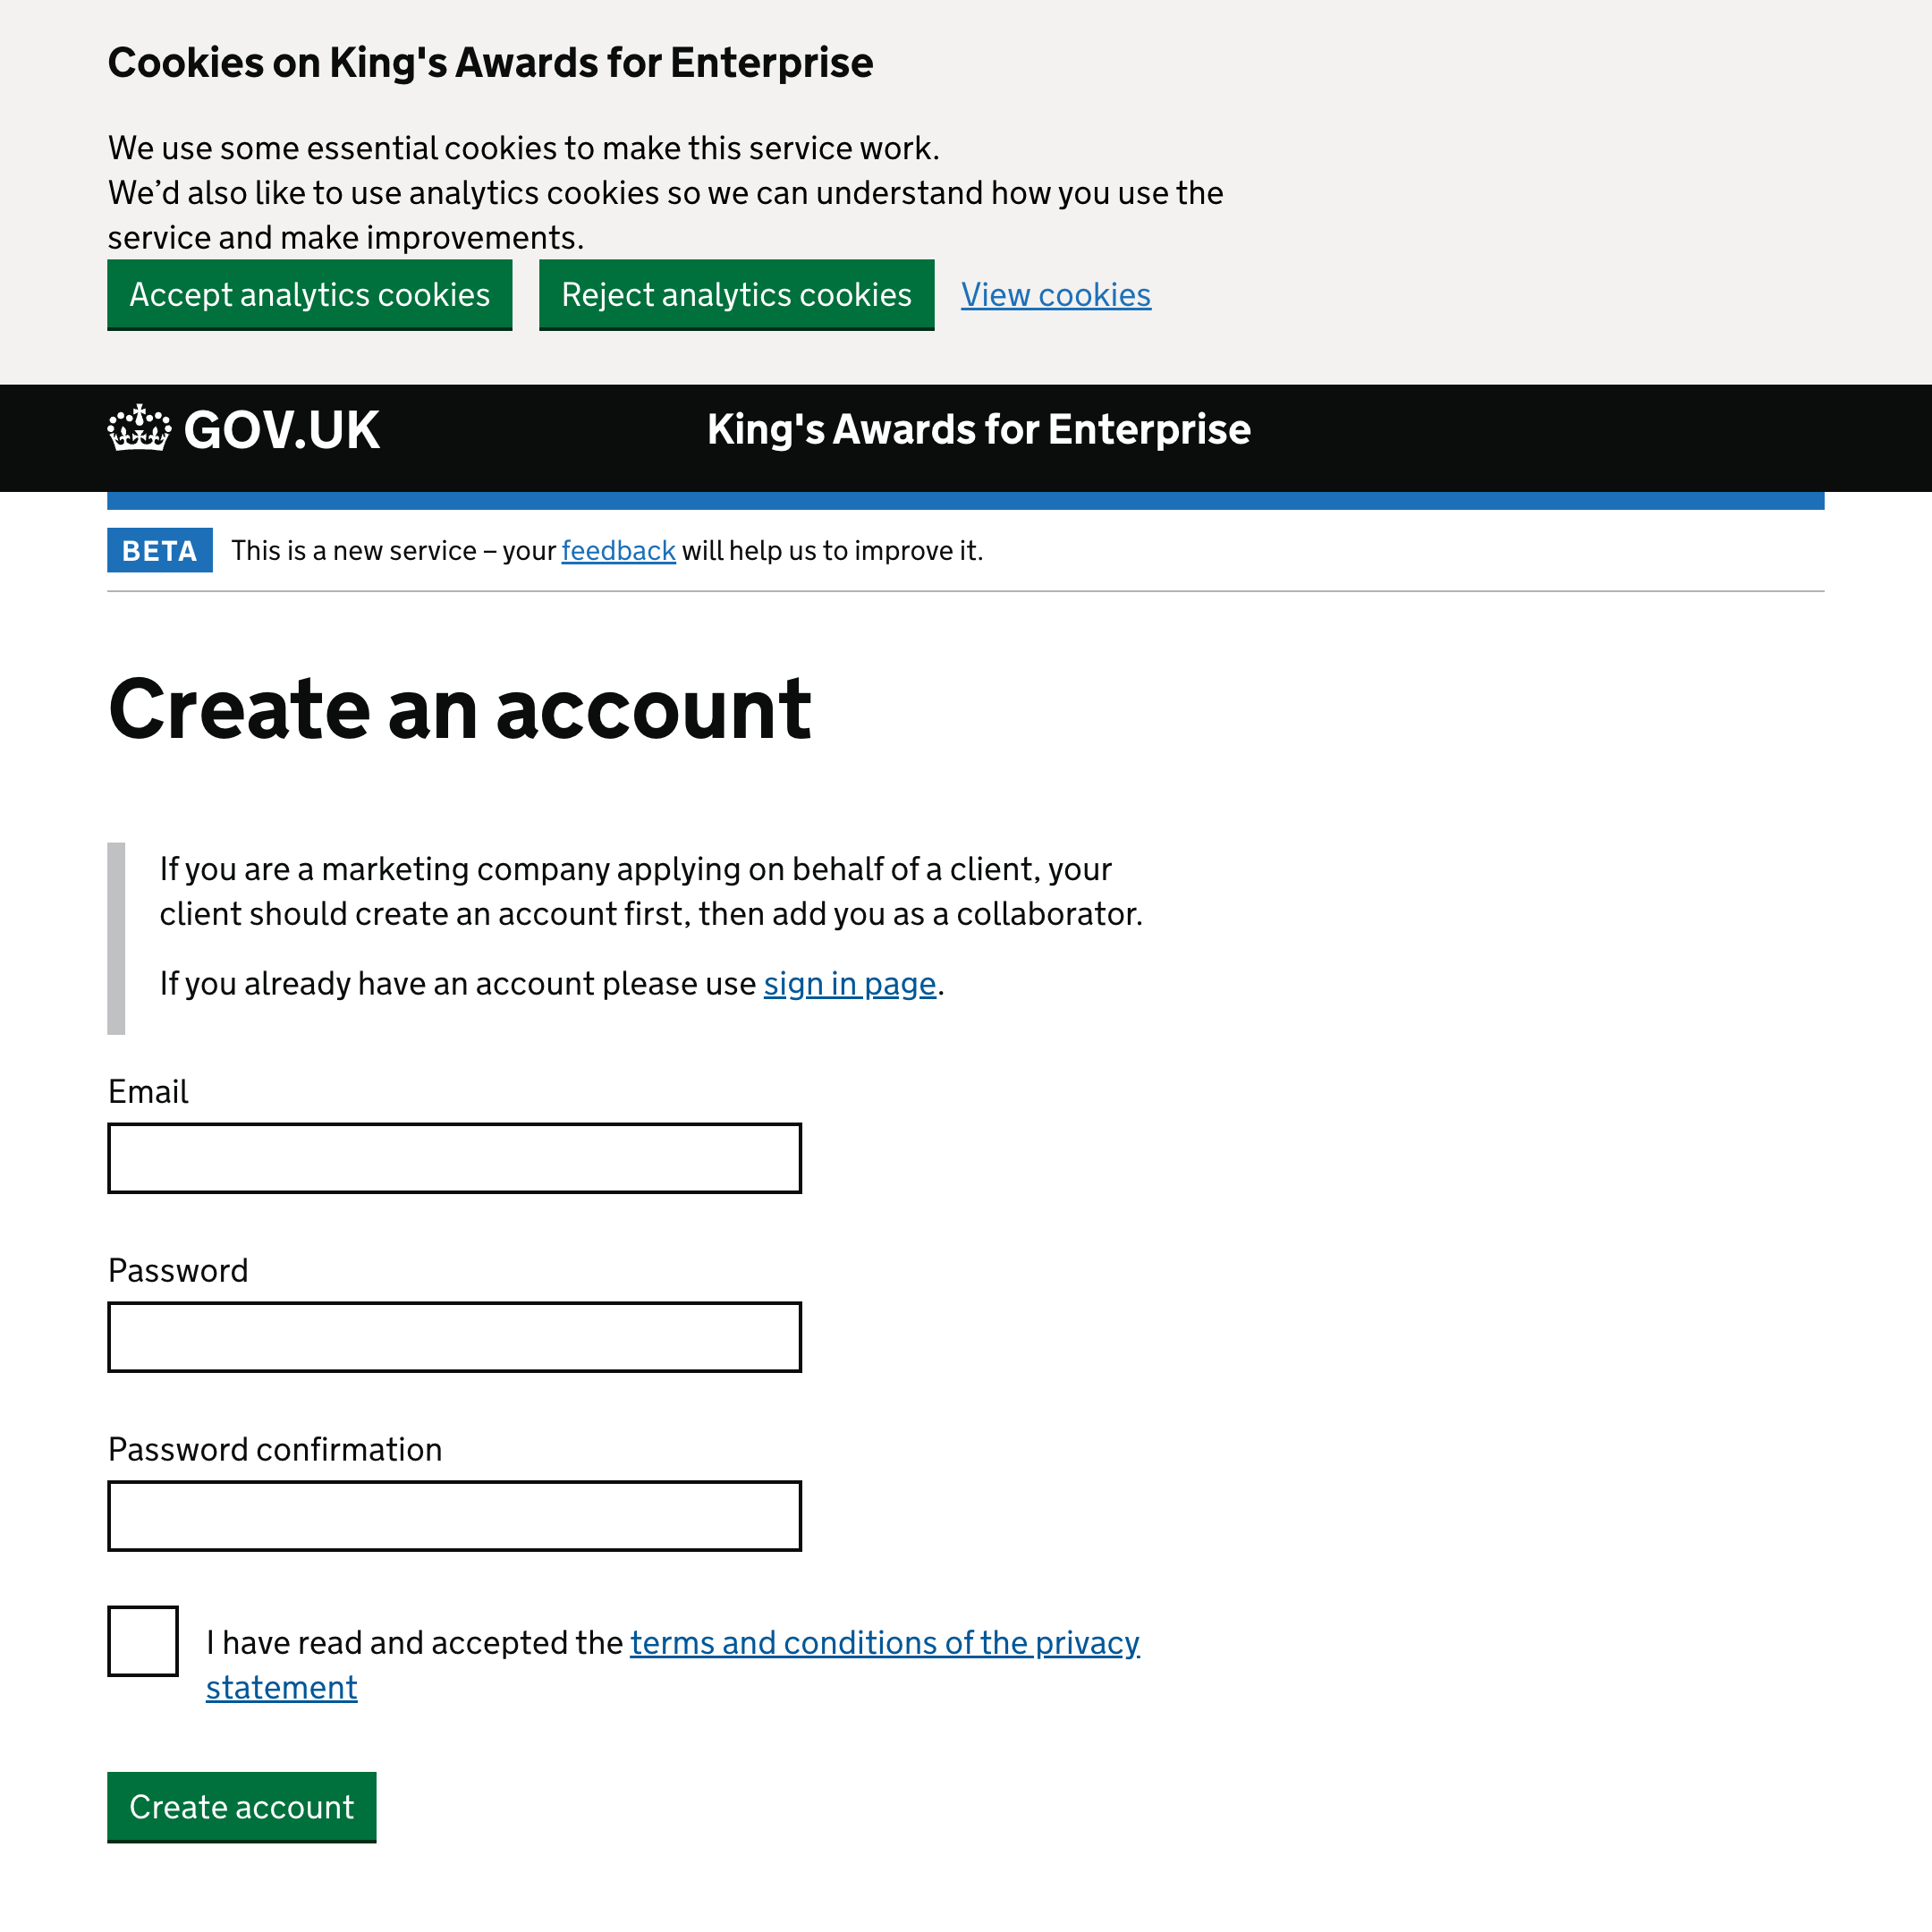 Cookies on King's Awards for Enterprise
We use some essential cookies to make this service work.
We’d also like to use analytics cookies so we can understand how you use the
service and make improvements.
Accept analytics cookies Reject analytics cookies View cookies
GOV.UK King's Awards for Enterprise
BETA This is a new service – your feedback will help us to improve it.
Create an account
If you are a marketing company applying on behalf of a client, your
client should create an account first, then add you as a collaborator.
If you already have an account please use sign in page.
Email
Password
Password confirmation
I have read and accepted the terms and conditions of the privacy
statement
Create account